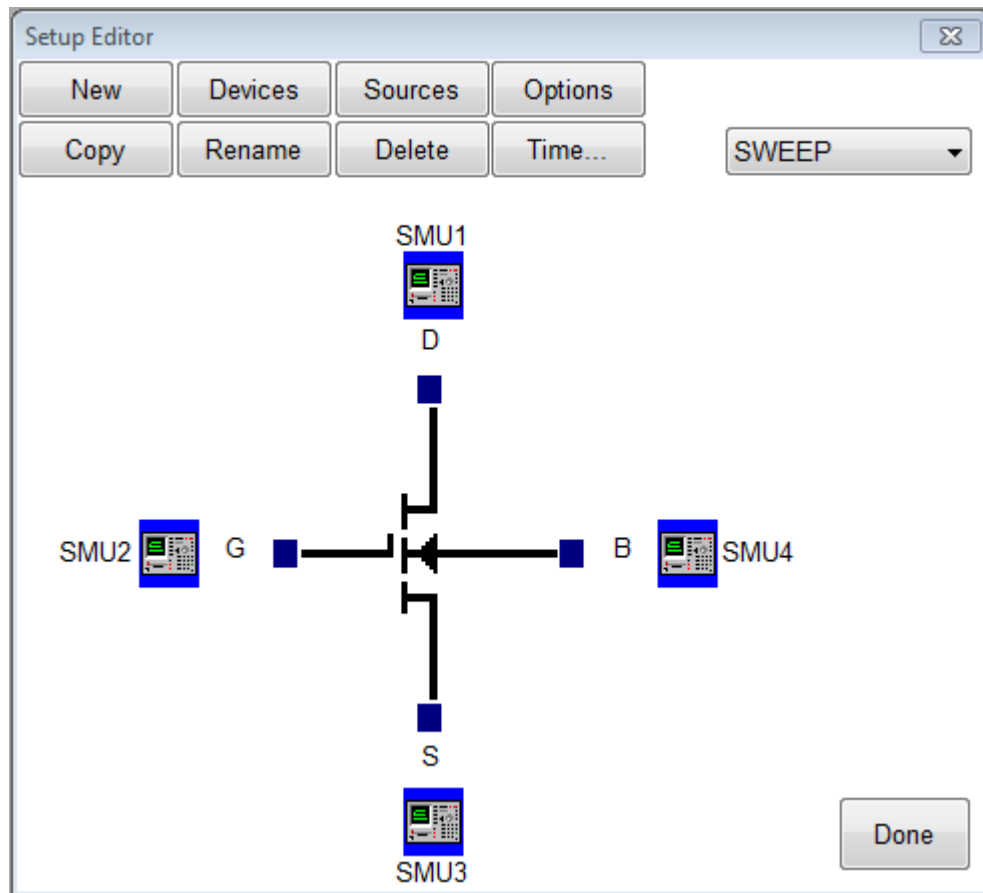 Setup Editor
New Devices Sources Options
Copy Rename Delete Time... SWEEP
SMU1
D
SMU2 G B SMU4
S
SMU3
Done